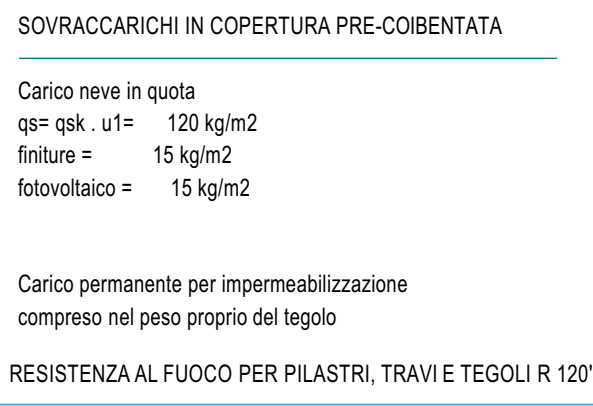 SOVRACCARICHI IN COPERTURA PRE-COIBENTATA
Carico neve in quota
qs= qsk . u1= 120 kg/m2
finiture = 15 kg/m2
fotovoltaico = 15 kg/m2
Carico permanente per impermeabilizzazione
compreso nel peso proprio del tegolo
RESISTENZA AL FUOCO PER PILASTRI, TRAVI E TEGOLI R 120'